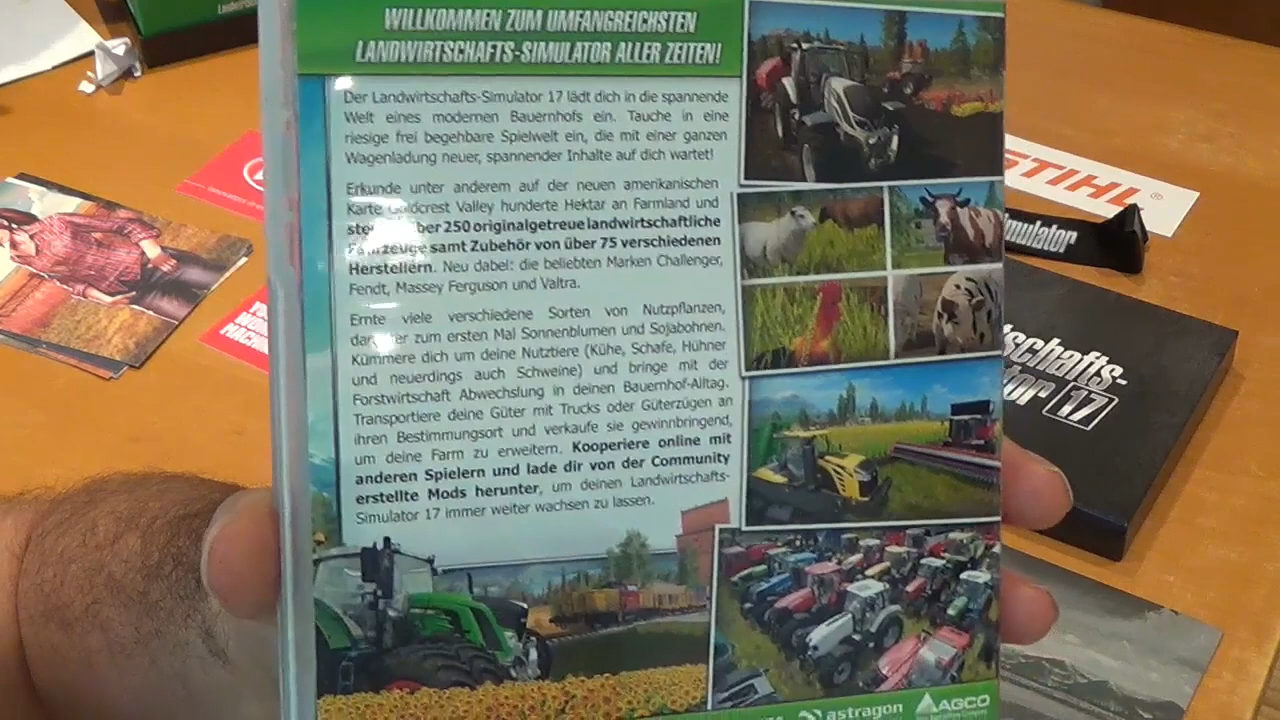 WILLKOMMEN ZUM UMFANGREICHSTEN
LANDWIRTSCHAFTS-SIMULATOR ALLER ZEITEN!
Der Landwirtschafts-Simulator 17 lädt dich in die spannende
Welt eines modernen Bauernhofs ein. Tauche in eine
riesige frei begehbare Spielwelt ein, die mit einer ganzen
Wagenladung neuer, spannender Inhalte auf dich wartet!
Erkunde unter anderem auf der neuen amerikanischen
Karte Goldcrest Valley hunderte Hektar an Farmland und
über 250 originalgetreue landwirtschaftliche
Fahrzeuge samt Zubehör von über 75 verschiedenen
Herstellern. Neu dabei: die beliebten Marken Challenger,
Fendt, Massey Ferguson und Valtra.
Ernte viele verschiedene Sorten von Nutzpflanzen,
darunter zum ersten Mal Sonnenblumen und Sojabohnen.
Kümmere dich um deine Nutztiere (Kühe, Schafe, Hühner
und neuerdings auch Schweine) und bringe mit der
Forstwirtschaft Abwechslung in deinen Bauernhof-Alltag.
Transportiere deine Güter mit Trucks oder Güterzügen an
ihren Bestimmungsort und verkaufe sie gewinnbringend,
um deine Farm zu erweitern. Kooperiere online mit
anderen Spielern und lade dir von der Community
erstellte Mods herunter, um deinen Landwirtschafts-
Simulator 17 immer weiter wachsen zu lassen.
astragon
AGCO
STIHL®
imulator
schafts-
or 17